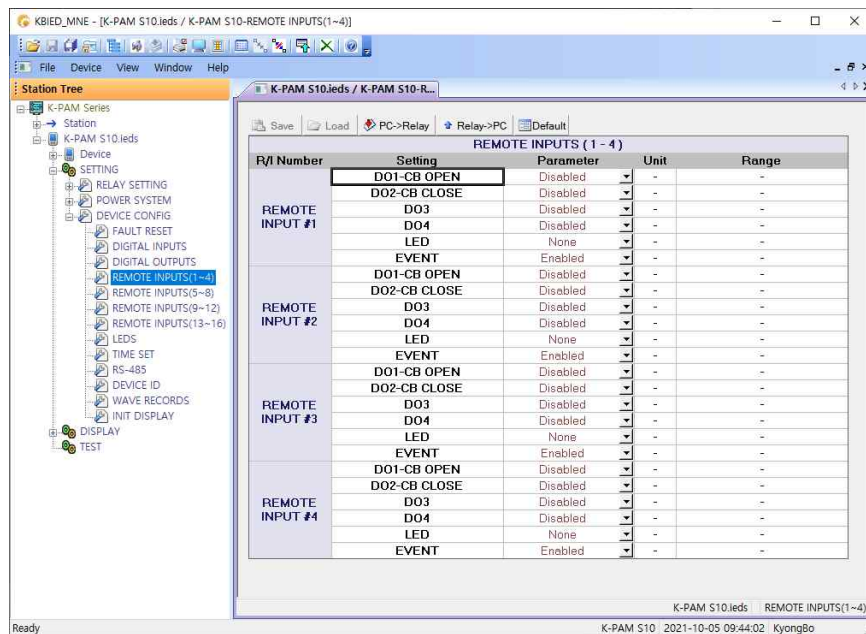 KBIED_MNE - [K-PAM S10.ieds / K-PAM S10-REMOTE INPUTS(1~4)]
File Device View Window Help
Station Tree
K-PAM Series
Station
K-PAM S10.ieds
Device
SETTING
RELAY SETTING
POWER SYSTEM
DEVICE CONFIG
FAULT RESET
DIGITAL INPUTS
DIGITAL OUTPUTS
REMOTE INPUTS(1~4)
REMOTE INPUTS(5~8)
REMOTE INPUTS(9~12)
REMOTE INPUTS(13~16)
LEDS
TIME SET
RS-485
DEVICE ID
WAVE RECORDS
INIT DISPLAY
DISPLAY
TEST
K-PAM S10.ieds / K-PAM S10-R...
Save Load PC->Relay Relay->PC Default
REMOTE INPUTS ( 1 - 4 )
R/I Number Setting Parameter Unit Range
REMOTE INPUT #1
DO1-CB OPEN Disabled - -
DO2-CB CLOSE Disabled - -
DO3 Disabled - -
DO4 Disabled - -
LED None - -
EVENT Enabled - -
REMOTE INPUT #2
DO1-CB OPEN Disabled - -
DO2-CB CLOSE Disabled - -
DO3 Disabled - -
DO4 Disabled - -
LED None - -
EVENT Enabled - -
REMOTE INPUT #3
DO1-CB OPEN Disabled - -
DO2-CB CLOSE Disabled - -
DO3 Disabled - -
DO4 Disabled - -
LED None - -
EVENT Enabled - -
REMOTE INPUT #4
DO1-CB OPEN Disabled - -
DO2-CB CLOSE Disabled - -
DO3 Disabled - -
DO4 Disabled - -
LED None - -
EVENT Enabled - -
K-PAM S10.ieds REMOTE INPUTS(1~4)
Ready K-PAM S10 2021-10-05 09:44:02 KyongBo